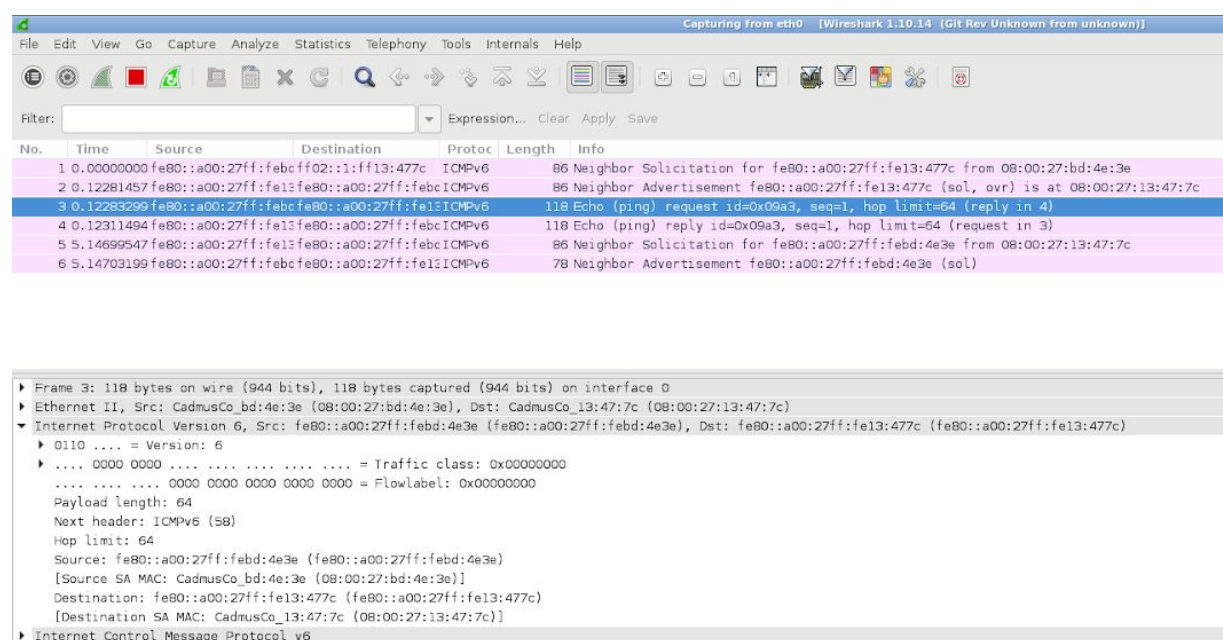 Capturing from eth0 [Wireshark 1.10.14 (Git Rev Unknown from unknown)]
File Edit View Go Capture Analyze Statistics Telephony Tools Internals Help
Filter: Expression... Clear Apply Save
No. Time Source Destination Protoc Length Info
1 0.00000000 fe80::a00:27ff:febc ff02::1:ff13:477c ICMPv6 86 Neighbor Solicitation for fe80::a00:27ff:fe13:477c from 08:00:27:bd:4e:3e
2 0.12281457 fe80::a00:27ff:fe13 fe80::a00:27ff:febc ICMPv6 86 Neighbor Advertisement fe80::a00:27ff:fe13:477c (sol, ovr) is at 08:00:27:13:47:7c
3 0.12283299 fe80::a00:27ff:febc fe80::a00:27ff:fe13 ICMPv6 118 Echo (ping) request id=0x09a3, seq=1, hop limit=64 (reply in 4)
4 0.12311494 fe80::a00:27ff:fe13 fe80::a00:27ff:febc ICMPv6 118 Echo (ping) reply id=0x09a3, seq=1, hop limit=64 (request in 3)
5 5.14699547 fe80::a00:27ff:fe13 fe80::a00:27ff:febc ICMPv6 86 Neighbor Solicitation for fe80::a00:27ff:febd:4e3e from 08:00:27:13:47:7c
6 5.14703199 fe80::a00:27ff:febc fe80::a00:27ff:fe13 ICMPv6 78 Neighbor Advertisement fe80::a00:27ff:febd:4e3e (sol)
Frame 3: 118 bytes on wire (944 bits), 118 bytes captured (944 bits) on interface 0
Ethernet II, Src: CadmusCo_bd:4e:3e (08:00:27:bd:4e:3e), Dst: CadmusCo_13:47:7c (08:00:27:13:47:7c)
Internet Protocol Version 6, Src: fe80::a00:27ff:febd:4e3e (fe80::a00:27ff:febd:4e3e), Dst: fe80::a00:27ff:fe13:477c (fe80::a00:27ff:fe13:477c)
0110 .... = Version: 6
.... 0000 0000 .... .... .... .... .... = Traffic class: 0x00000000
.... .... .... 0000 0000 0000 0000 0000 = Flowlabel: 0x00000000
Payload length: 64
Next header: ICMPv6 (58)
Hop limit: 64
Source: fe80::a00:27ff:febd:4e3e (fe80::a00:27ff:febd:4e3e)
[Source SA MAC: CadmusCo_bd:4e:3e (08:00:27:bd:4e:3e)]
Destination: fe80::a00:27ff:fe13:477c (fe80::a00:27ff:fe13:477c)
[Destination SA MAC: CadmusCo_13:47:7c (08:00:27:13:47:7c)]
Internet Control Message Protocol v6